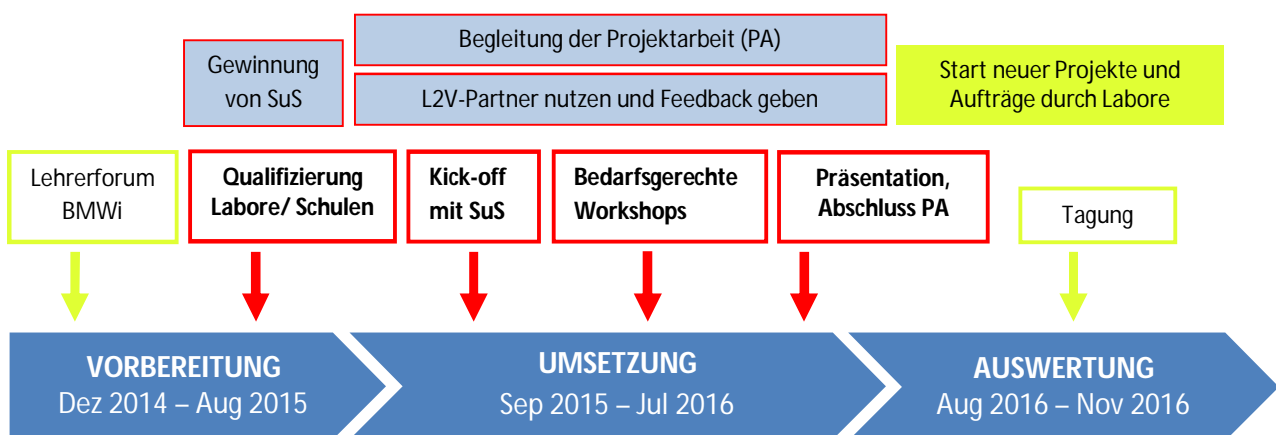 Gewinnung
von SuS
Begleitung der Projektarbeit (PA)
L2V-Partner nutzen und Feedback geben
Start neuer Projekte und
Aufträge durch Labore
Lehrerforum
BMWi
Qualifizierung
Labore/ Schulen
Kick-off
mit SuS
Bedarfsgerechte
Workshops
Präsentation,
Abschluss PA
Tagung
VORBEREITUNG
Dez 2014 – Aug 2015
UMSETZUNG
Sep 2015 – Jul 2016
AUSWERTUNG
Aug 2016 – Nov 2016